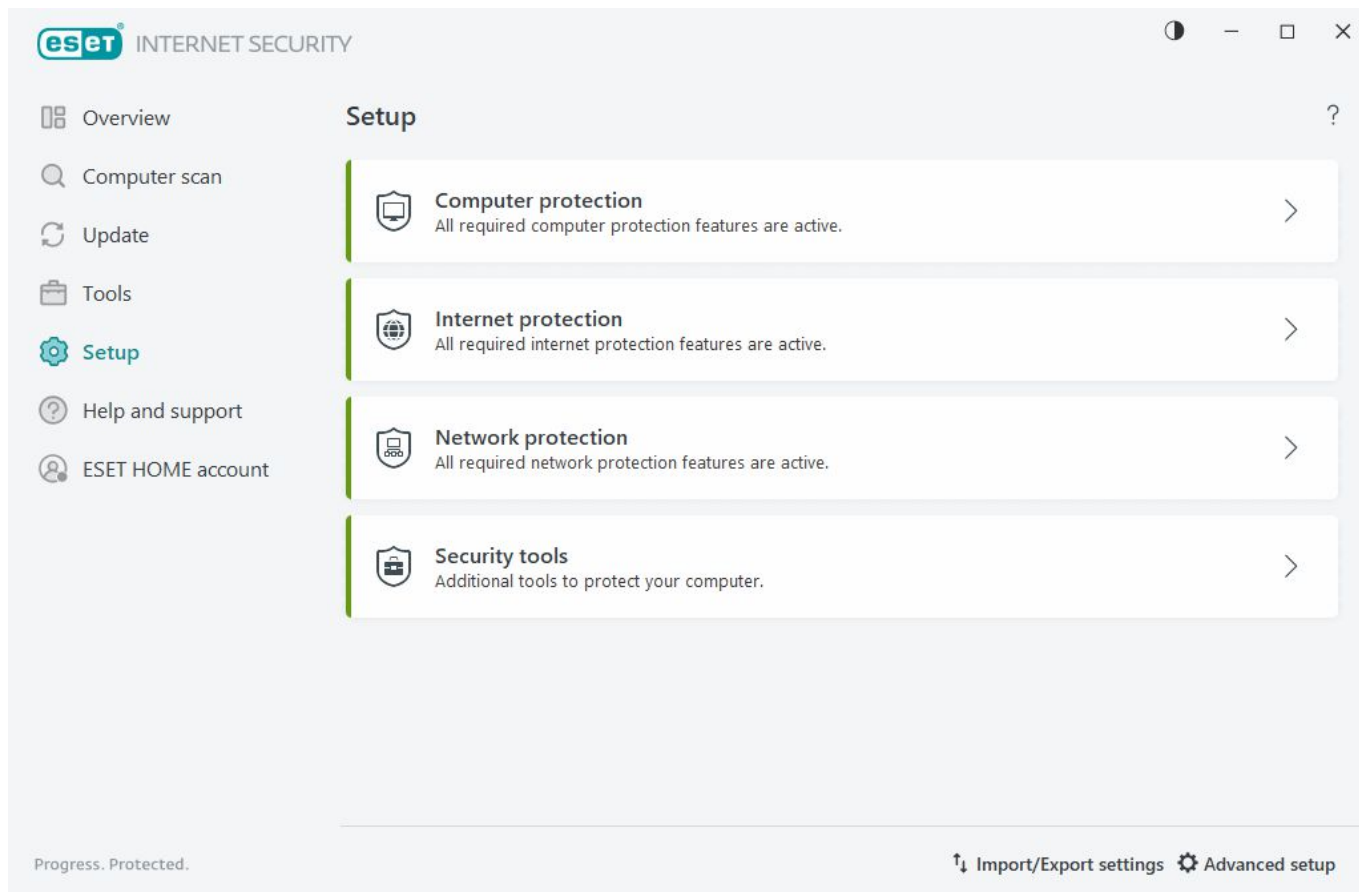 eset® INTERNET SECURITY
Overview
Computer scan
Update
Tools
Setup
Help and support
ESET HOME account
Setup
?
Computer protection
All required computer protection features are active.
Internet protection
All required internet protection features are active.
Network protection
All required network protection features are active.
Security tools
Additional tools to protect your computer.
Progress. Protected.
Import/Export settings Advanced setup